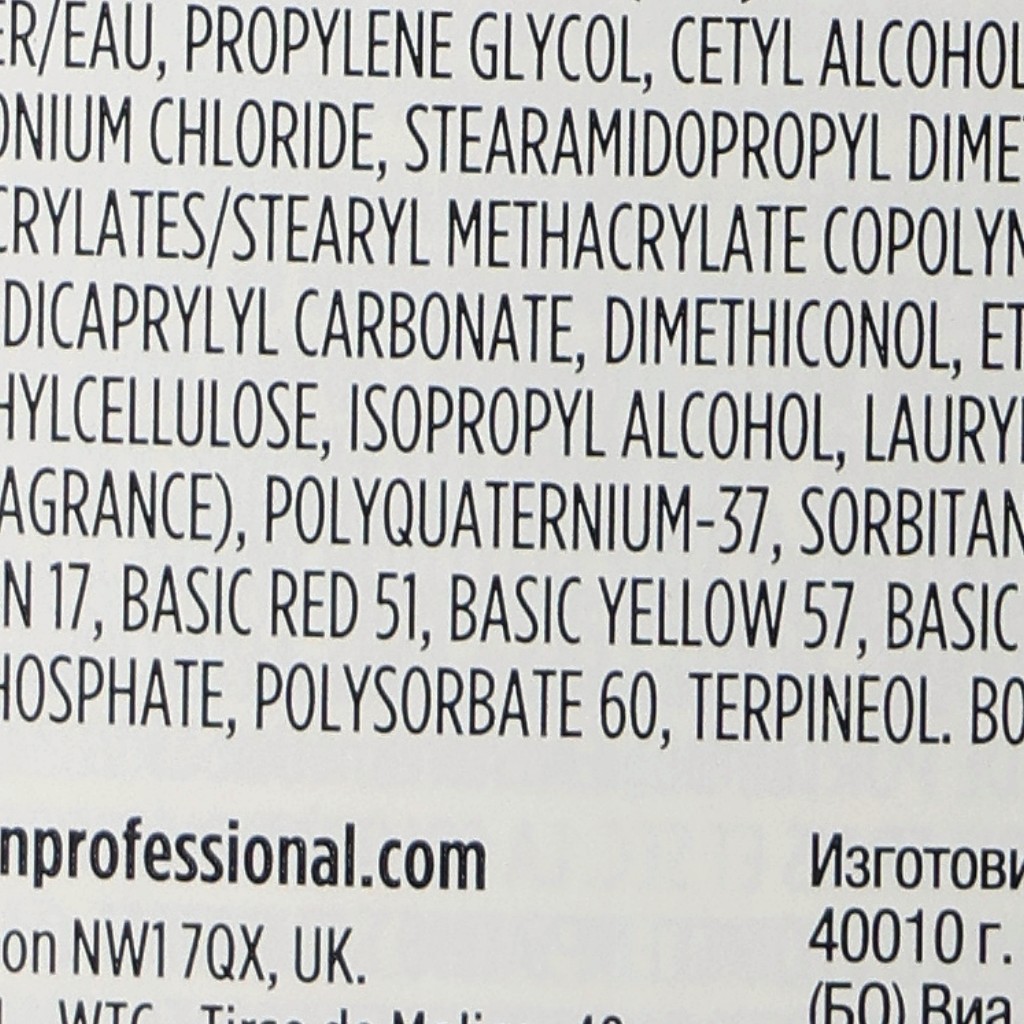 ER/EAU, PROPYLENE GLYCOL, CETYL ALCOHOL
ONIUM CHLORIDE, STEARAMIDOPROPYL DIMET
CRYLATES/STEARYL METHACRYLATE COPOLYM
DICAPRYLYL CARBONATE, DIMETHICONOL, ET
HYLCELLULOSE, ISOPROPYL ALCOHOL, LAURYL
AGRANCE), POLYQUATERNIUM-37, SORBITAN
N 17, BASIC RED 51, BASIC YELLOW 57, BASIC
HOSPHATE, POLYSORBATE 60, TERPINEOL. BO
nprofessional.com
on NW1 7QX, UK.
Изготови
40010 г.
(БО) Виа